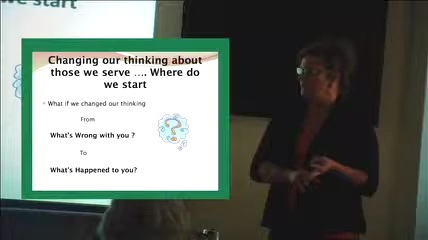 we start
Changing our thinking about
those we serve .... Where do
we start
What if we changed our thinking
From
What's Wrong with you ?
To
What's Happened to you?